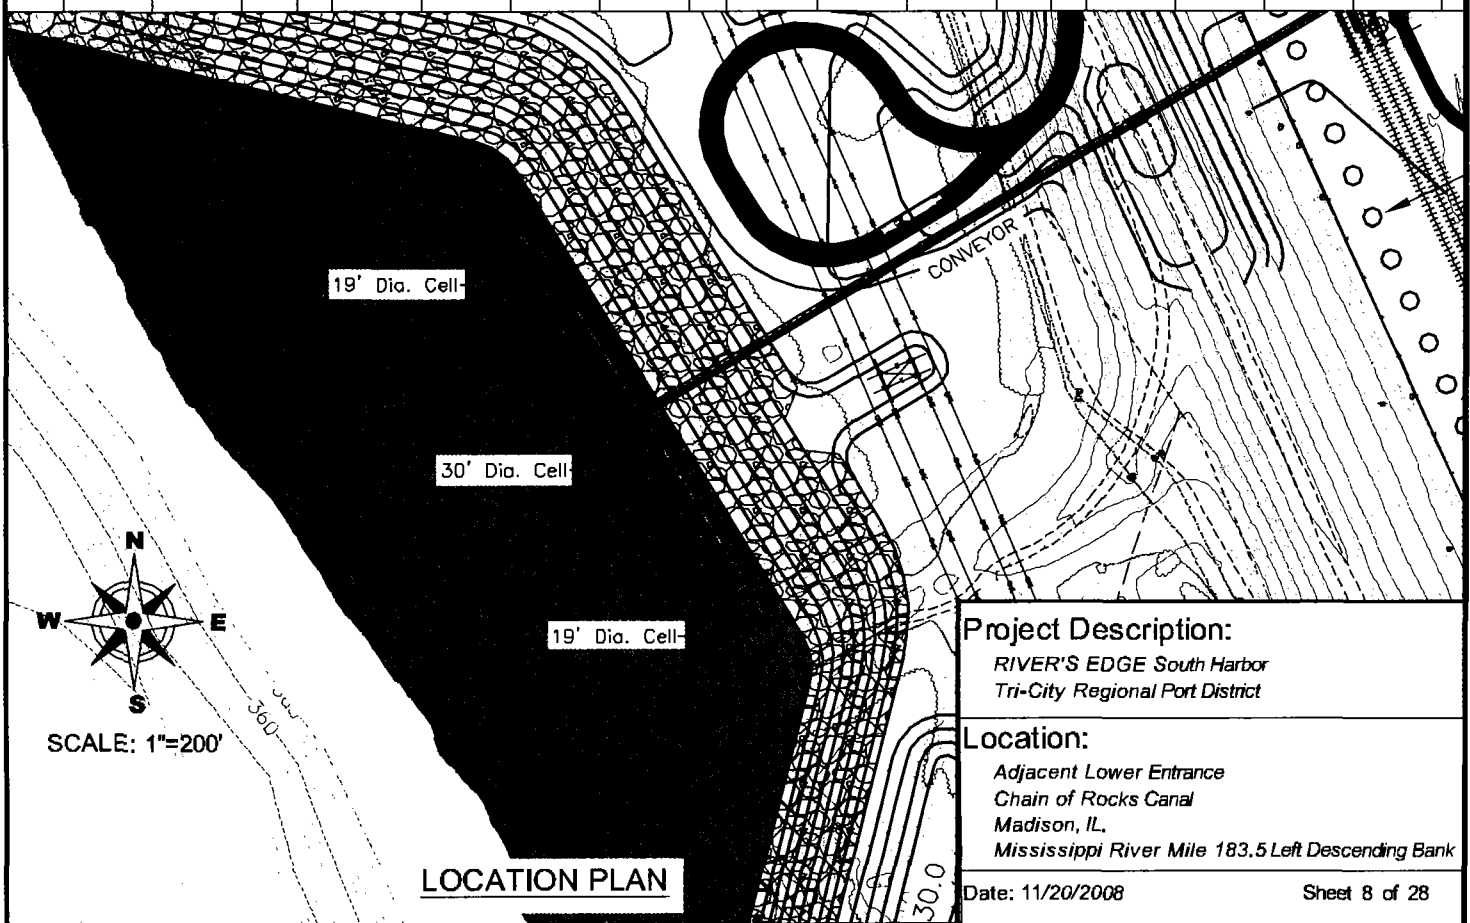 19' Dia. Cell
CONVEYOR
30' Dia. Cell
N
W
E
S
19' Dia. Cell
SCALE: 1"=200'
360
LOCATION PLAN
30.0
Project Description:
RIVER'S EDGE South Harbor
Tri-City Regional Port District
Location:
Adjacent Lower Entrance
Chain of Rocks Canal
Madison, IL.
Mississippi River Mile 183.5 Left Descending Bank
Date: 11/20/2008
Sheet 8 of 28